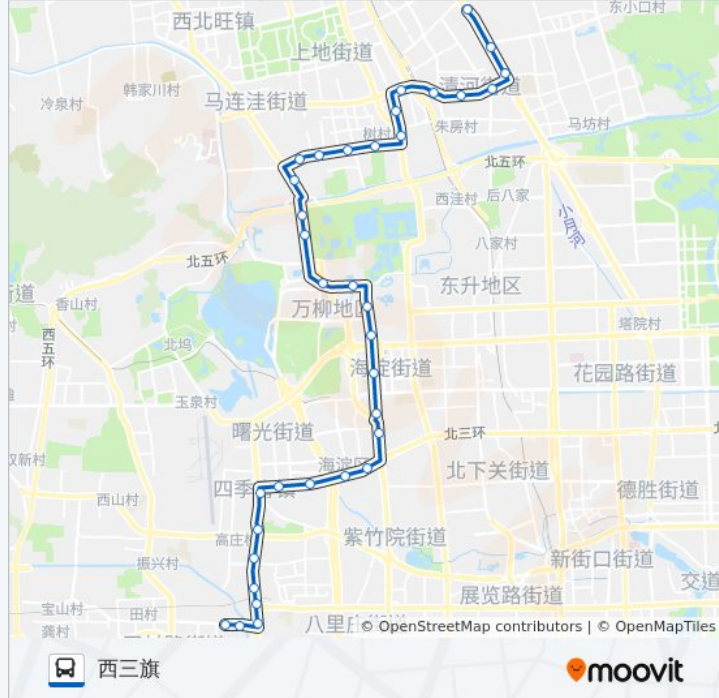 西北旺镇
东小口村
上地街道
韩家川村
清河街道
冷泉村
马连洼街道
树村
朱房村
马坊村
北五环
西洼村
后八家
小月河
八家村
北五环
东升地区
街道
香山村
万柳地区
塔院村
西五环
北坞
海淀街道
花园路街道
玉泉村
曙光街道
北三环
双新村
海淀区
北下关街道
四季青镇
德胜街道
西山村
高庄村
紫竹院街道
振兴村
新街口街道
展览路街道
交道
宝山村
田村
龚村
八里庄街道
© OpenStreetMap contributors | © OpenMapTiles
西三旗
moovit